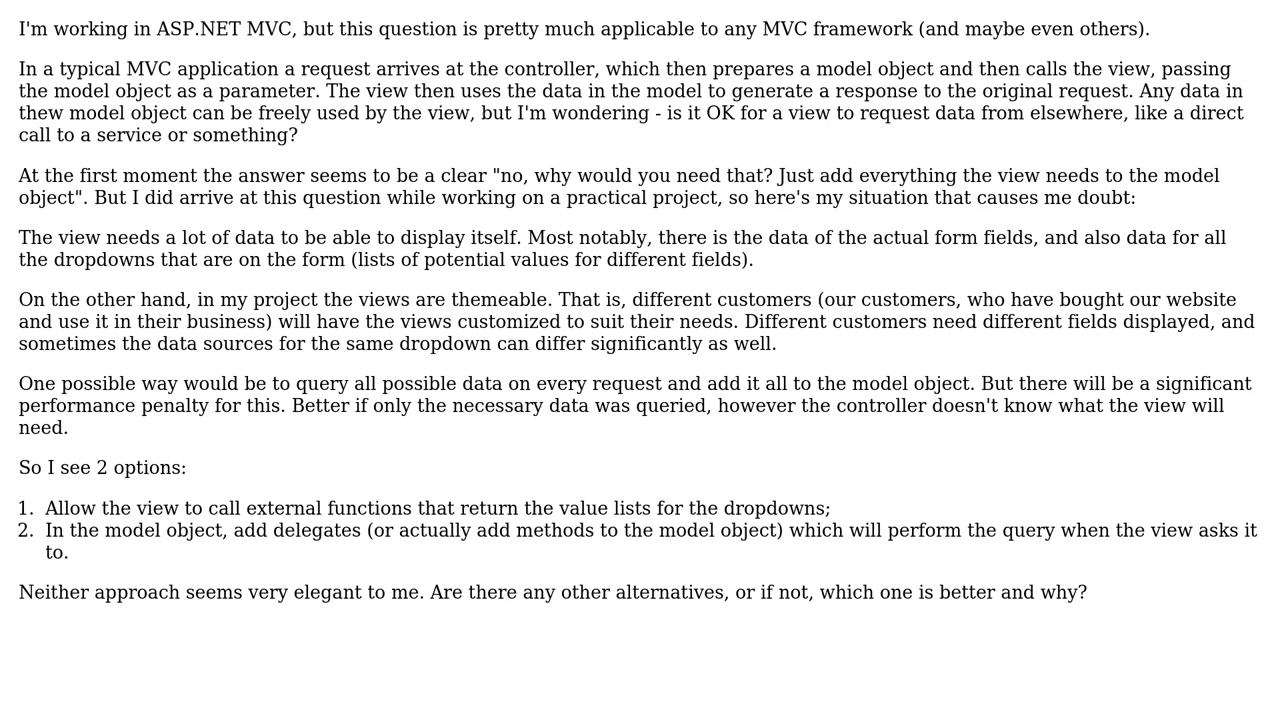 I'm working in ASP.NET MVC, but this question is pretty much applicable to any MVC framework (and maybe even others).
In a typical MVC application a request arrives at the controller, which then prepares a model object and then calls the view, passing
the model object as a parameter. The view then uses the data in the model to generate a response to the original request. Any data in
thew model object can be freely used by the view, but I'm wondering - is it OK for a view to request data from elsewhere, like a direct
call to a service or something?
At the first moment the answer seems to be a clear "no, why would you need that? Just add everything the view needs to the model
object". But I did arrive at this question while working on a practical project, so here's my situation that causes me doubt:
The view needs a lot of data to be able to display itself. Most notably, there is the data of the actual form fields, and also data for all
the dropdowns that are on the form (lists of potential values for different fields).
On the other hand, in my project the views are themeable. That is, different customers (our customers, who have bought our website
and use it in their business) will have the views customized to suit their needs. Different customers need different fields displayed, and
sometimes the data sources for the same dropdown can differ significantly as well.
One possible way would be to query all possible data on every request and add it all to the model object. But there will be a significant
performance penalty for this. Better if only the necessary data was queried, however the controller doesn't know what the view will
need.
So I see 2 options:
1. Allow the view to call external functions that return the value lists for the dropdowns;
2. In the model object, add delegates (or actually add methods to the model object) which will perform the query when the view asks it
to.
Neither approach seems very elegant to me. Are there any other alternatives, or if not, which one is better and why?